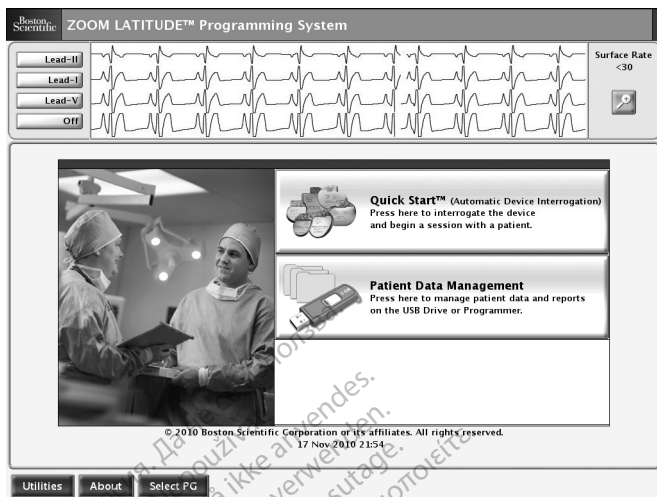 Boston Scientific ZOOM LATITUDE™ Programming System
Lead-II
Lead-I
Lead-V
Off
Surface Rate
<30
Quick Start™ (Automatic Device Interrogation)
Press here to interrogate the device
and begin a session with a patient.
Patient Data Management
Press here to manage patient data and reports
on the USB Drive or Programmer.
© 2010 Boston Scientific Corporation or its affiliates. All rights reserved.
17 Nov 2010 21:54
Utilities
About
Select PG